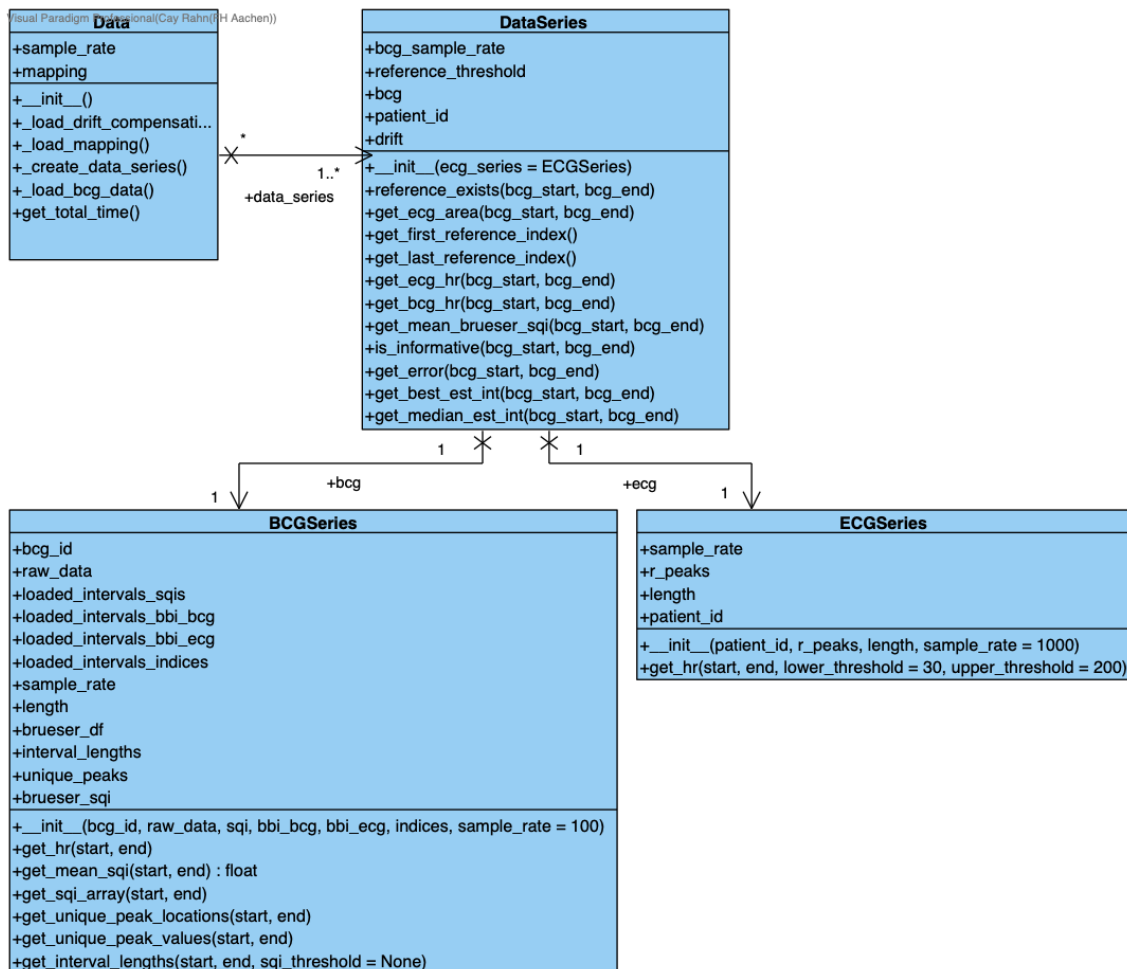 Visual Paradigm Professional(Cay Rahn(FH Aachen))
Data
+sample_rate
+mapping
+__init__()
+_load_drift_compensati...
+_load_mapping()
+_create_data_series()
+_load_bcg_data()
+get_total_time()
*
1..*
+data_series
DataSeries
+bcg_sample_rate
+reference_threshold
+bcg
+patient_id
+drift
+__init__(ecg_series = ECGSeries)
+reference_exists(bcg_start, bcg_end)
+get_ecg_area(bcg_start, bcg_end)
+get_first_reference_index()
+get_last_reference_index()
+get_ecg_hr(bcg_start, bcg_end)
+get_bcg_hr(bcg_start, bcg_end)
+get_mean_brueser_sqi(bcg_start, bcg_end)
+is_informative(bcg_start, bcg_end)
+get_error(bcg_start, bcg_end)
+get_best_est_int(bcg_start, bcg_end)
+get_median_est_int(bcg_start, bcg_end)
1
1
+bcg
+ecg
1
1
BCGSeries
+bcg_id
+raw_data
+loaded_intervals_sqis
+loaded_intervals_bbi_bcg
+loaded_intervals_bbi_ecg
+loaded_intervals_indices
+sample_rate
+length
+brueser_df
+interval_lengths
+unique_peaks
+brueser_sqi
+__init__(bcg_id, raw_data, sqi, bbi_bcg, bbi_ecg, indices, sample_rate = 100)
+get_hr(start, end)
+get_mean_sqi(start, end) : float
+get_sqi_array(start, end)
+get_unique_peak_locations(start, end)
+get_unique_peak_values(start, end)
+get_interval_lengths(start, end, sqi_threshold = None)
ECGSeries
+sample_rate
+r_peaks
+length
+patient_id
+__init__(patient_id, r_peaks, length, sample_rate = 1000)
+get_hr(start, end, lower_threshold = 30, upper_threshold = 200)